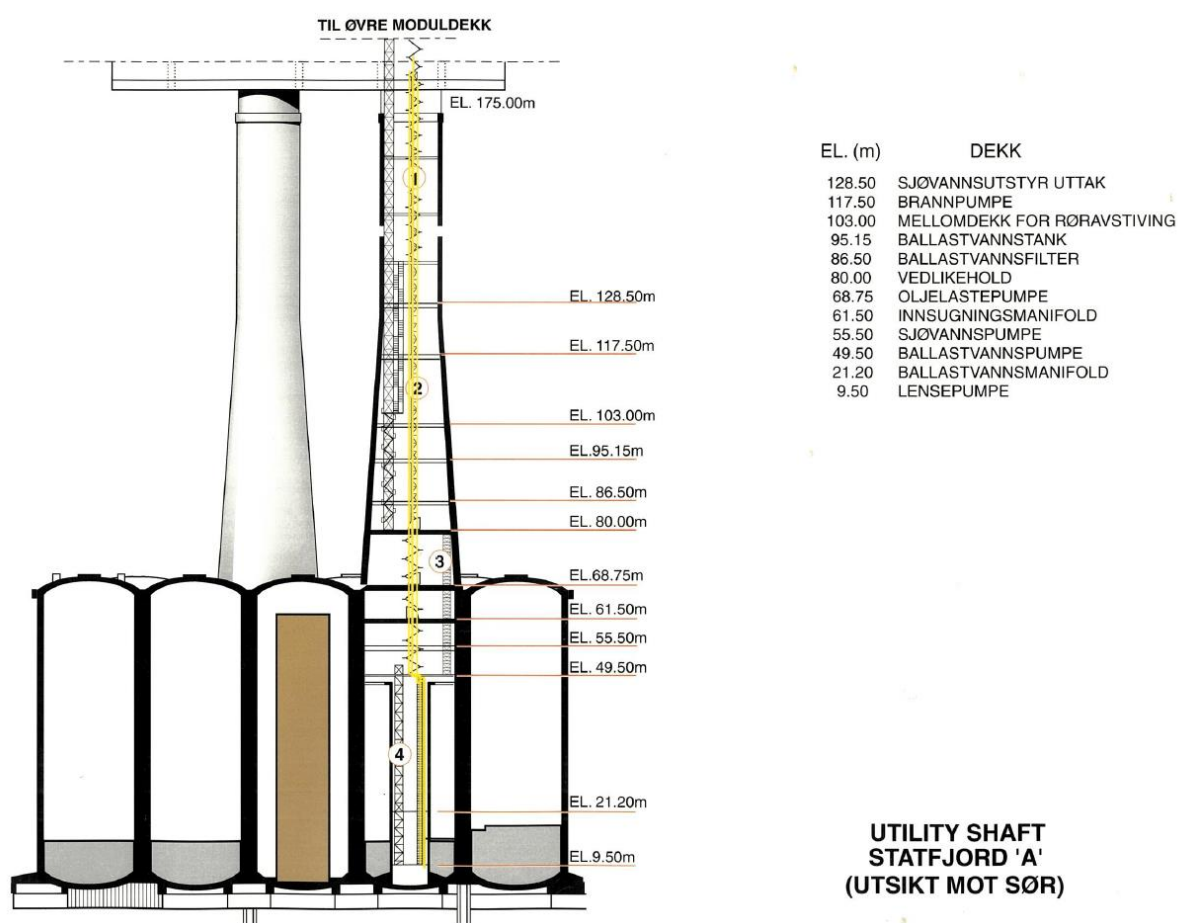 TIL ØVRE MODULDEKK
EL. 175.00m
1
EL. 128.50m
EL. 117.50m
2
EL. 103.00m
EL.95.15m
EL. 86.50m
EL. 80.00m
3
EL.68.75m
EL. 61.50m
EL. 55.50m
EL. 49.50m
4
EL. 21.20m
EL.9.50m
EL. (m) DEKK
128.50 SJØVANNSUTSTYR UTTAK
117.50 BRANNPUMPE
103.00 MELLOMDEKK FOR RØRAVSTIVING
95.15 BALLASTVANNSTANK
86.50 BALLASTVANNSFILTER
80.00 VEDLIKEHOLD
68.75 OLJELASTEPUMPE
61.50 INNSUGNINGSMANIFOLD
55.50 SJØVANNSPUMPE
49.50 BALLASTVANNSPUMPE
21.20 BALLASTVANNSMANIFOLD
9.50 LENSEPUMPE
UTILITY SHAFT
STATFJORD 'A'
(UTSIKT MOT SØR)